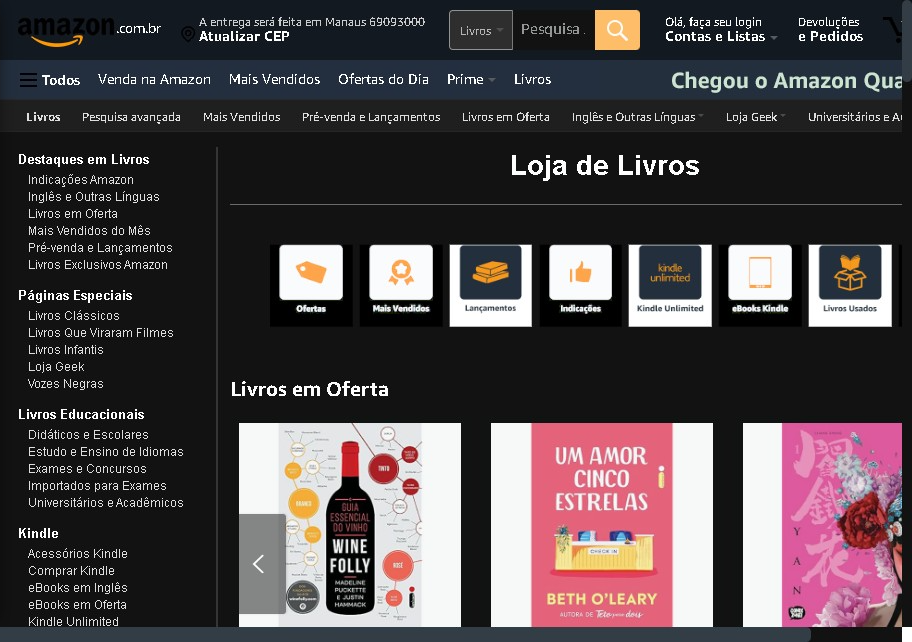 amazon.com.br
A entrega será feita em Manaus 69093000
Atualizar CEP
Livros
Pesquisa
Olá, faça seu login
Contas e Listas
Devoluções
e Pedidos
Todos
Venda na Amazon
Mais Vendidos
Ofertas do Dia
Prime
Livros
Chegou o Amazon Qua
Livros
Pesquisa avançada
Mais Vendidos
Pré-venda e Lançamentos
Livros em Oferta
Inglês e Outras Línguas
Loja Geek
Universitários e A
Destaques em Livros
Indicações Amazon
Inglês e Outras Línguas
Livros em Oferta
Mais Vendidos do Mês
Pré-venda e Lançamentos
Livros Exclusivos Amazon
Páginas Especiais
Livros Clássicos
Livros Que Viraram Filmes
Livros Infantis
Loja Geek
Vozes Negras
Livros Educacionais
Didáticos e Escolares
Estudo e Ensino de Idiomas
Exames e Concursos
Importados para Exames
Universitários e Acadêmicos
Kindle
Acessórios Kindle
Comprar Kindle
eBooks em Inglês
eBooks em Oferta
Kindle Unlimited
Loja de Livros
Ofertas
Mais Vendidos
Lançamentos
Indicações
kindle
unlimited
Kindle Unlimited
eBooks Kindle
Livros Usados
Livros em Oferta
TINTO
BRANCO
ROSÉ
A GUIA
ESSENCIAL
DO VINHO
WINE
FOLLY
MADELINE
PUCKETTE
E JUSTIN
HAMMACK
UM AMOR
CINCO
ESTRELAS
CHECK IN
BETH O'LEARY
AUTORA DE Teto para dois
Y
A
N